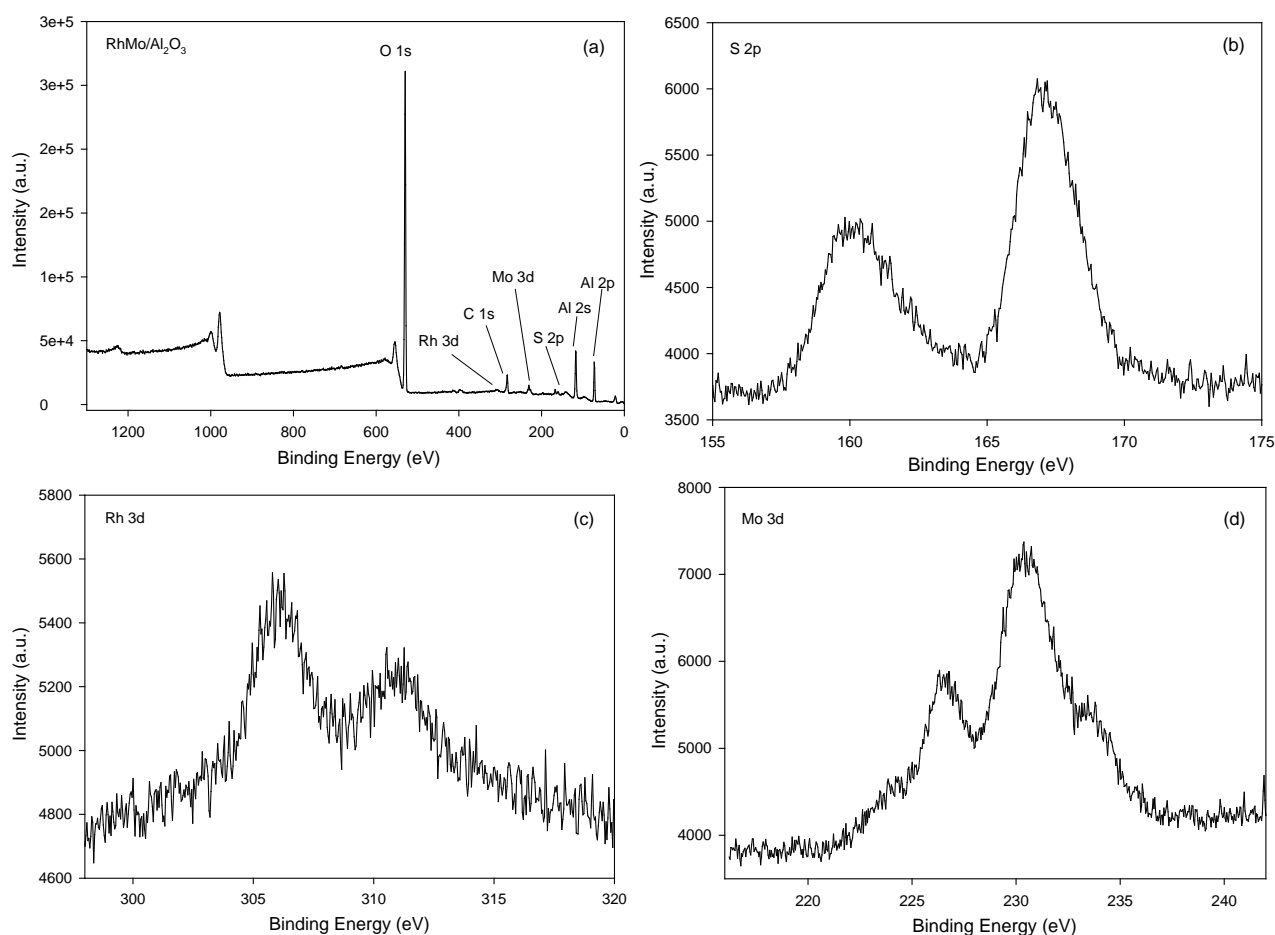 RhMo/Al₂O₃
(a)
O 1s
Mo 3d
Al 2p
C 1s
Al 2s
Rh 3d
S 2p
3e+5
3e+5
2e+5
2e+5
1e+5
5e+4
0
Intensity (a.u.)
1200 1000 800 600 400 200 0
Binding Energy (eV)
S 2p
(b)
6500
6000
5500
5000
4500
4000
3500
Intensity (a.u.)
155 160 165 170 175
Binding Energy (eV)
Rh 3d
(c)
5800
5600
5400
5200
5000
4800
4600
Intensity (a.u.)
300 305 310 315 320
Binding Energy (eV)
Mo 3d
(d)
8000
7000
6000
5000
4000
Intensity (a.u.)
220 225 230 235 240
Binding Energy (eV)